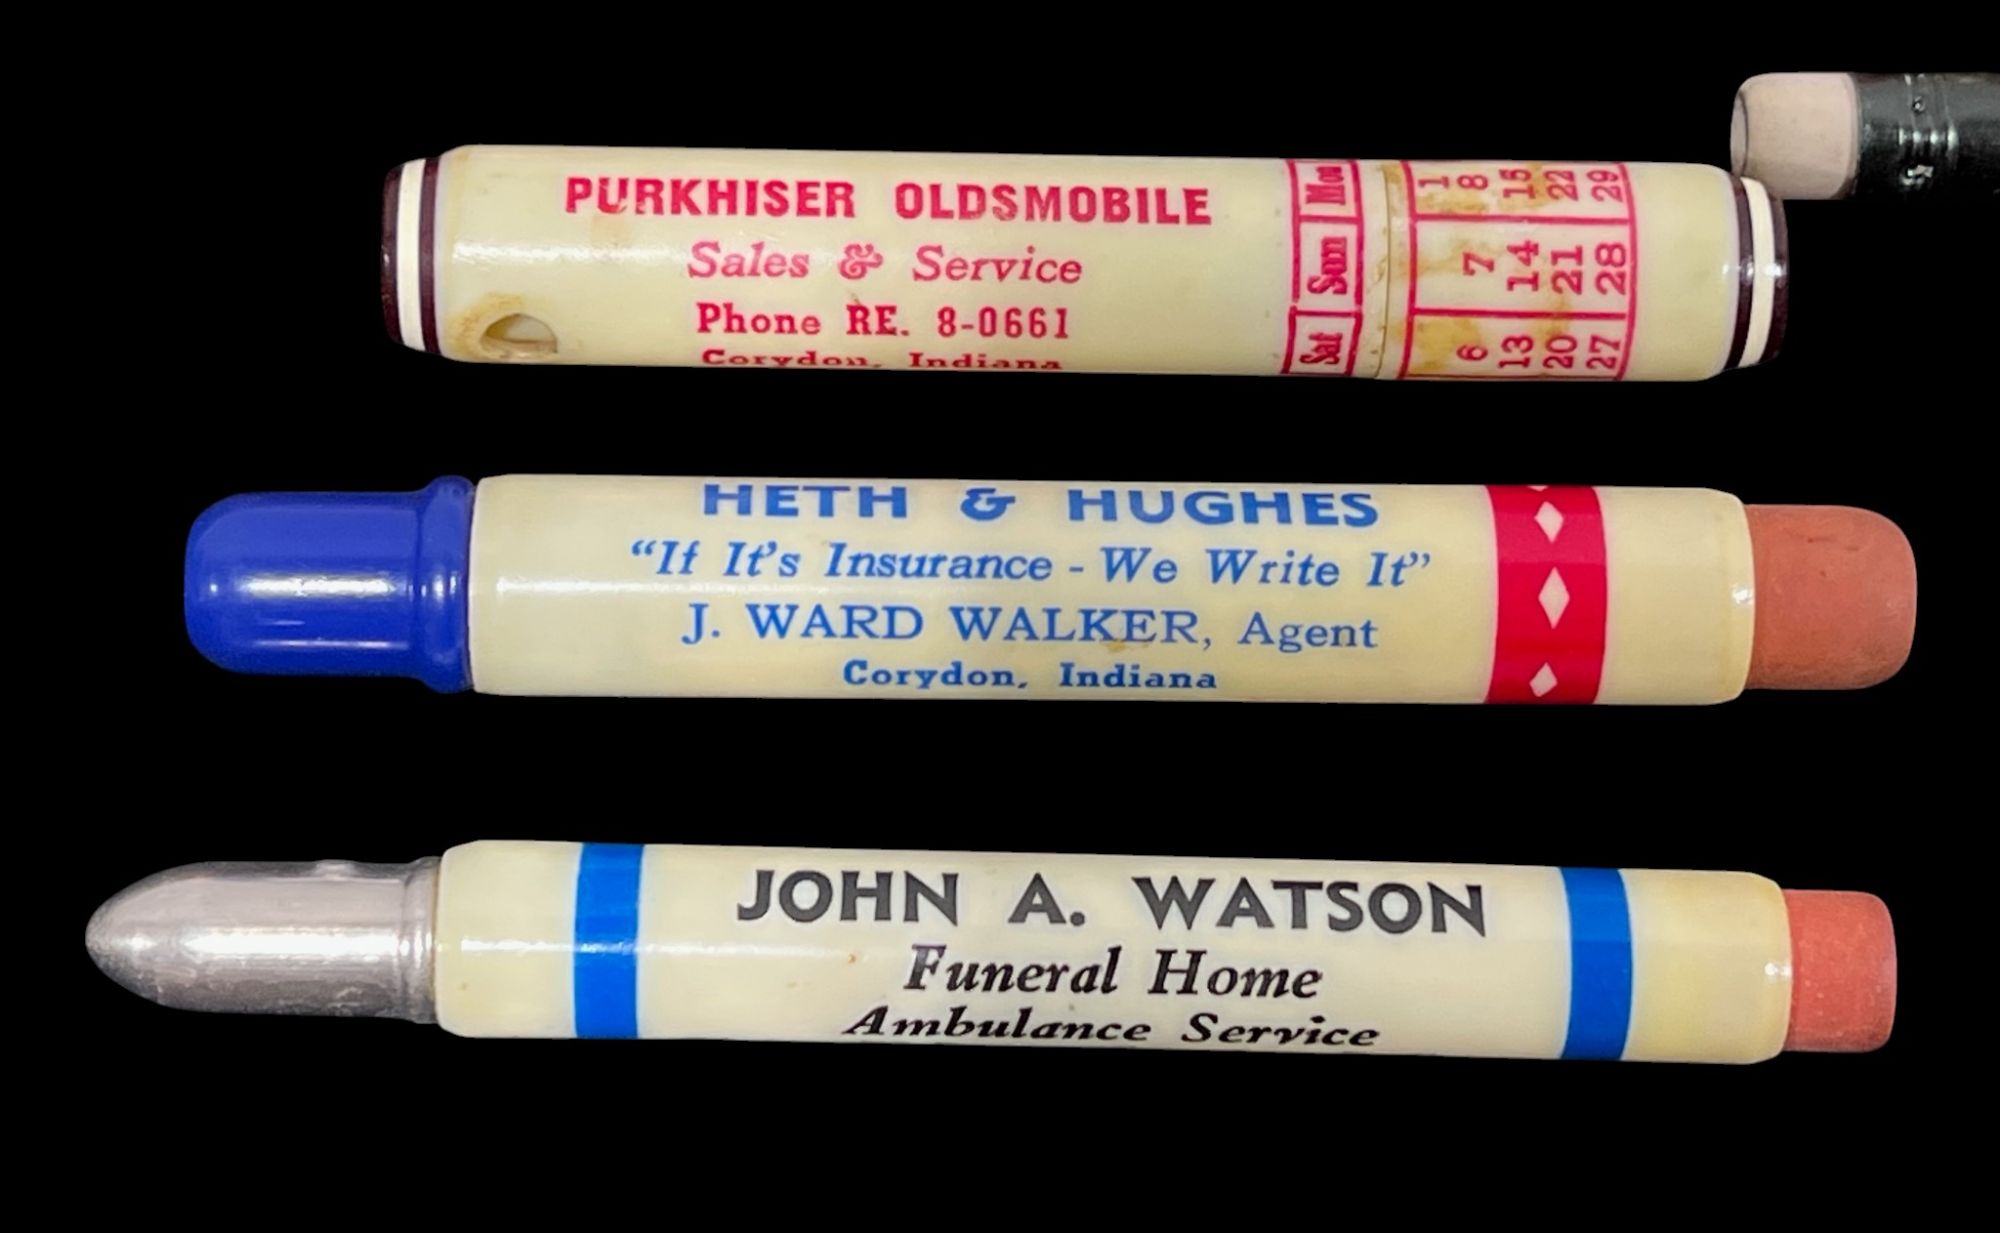 PURKHISER OLDSMOBILE
Sales & Service
Phone RE. 8-0661
Corydon, Indiana
Sat Sun Mon
1 8 15 22 29
7 14 21 28
6 13 20 27
HETH & HUGHES
“If It's Insurance - We Write It”
J. WARD WALKER, Agent
Corydon, Indiana
JOHN A. WATSON
Funeral Home
Ambulance Service